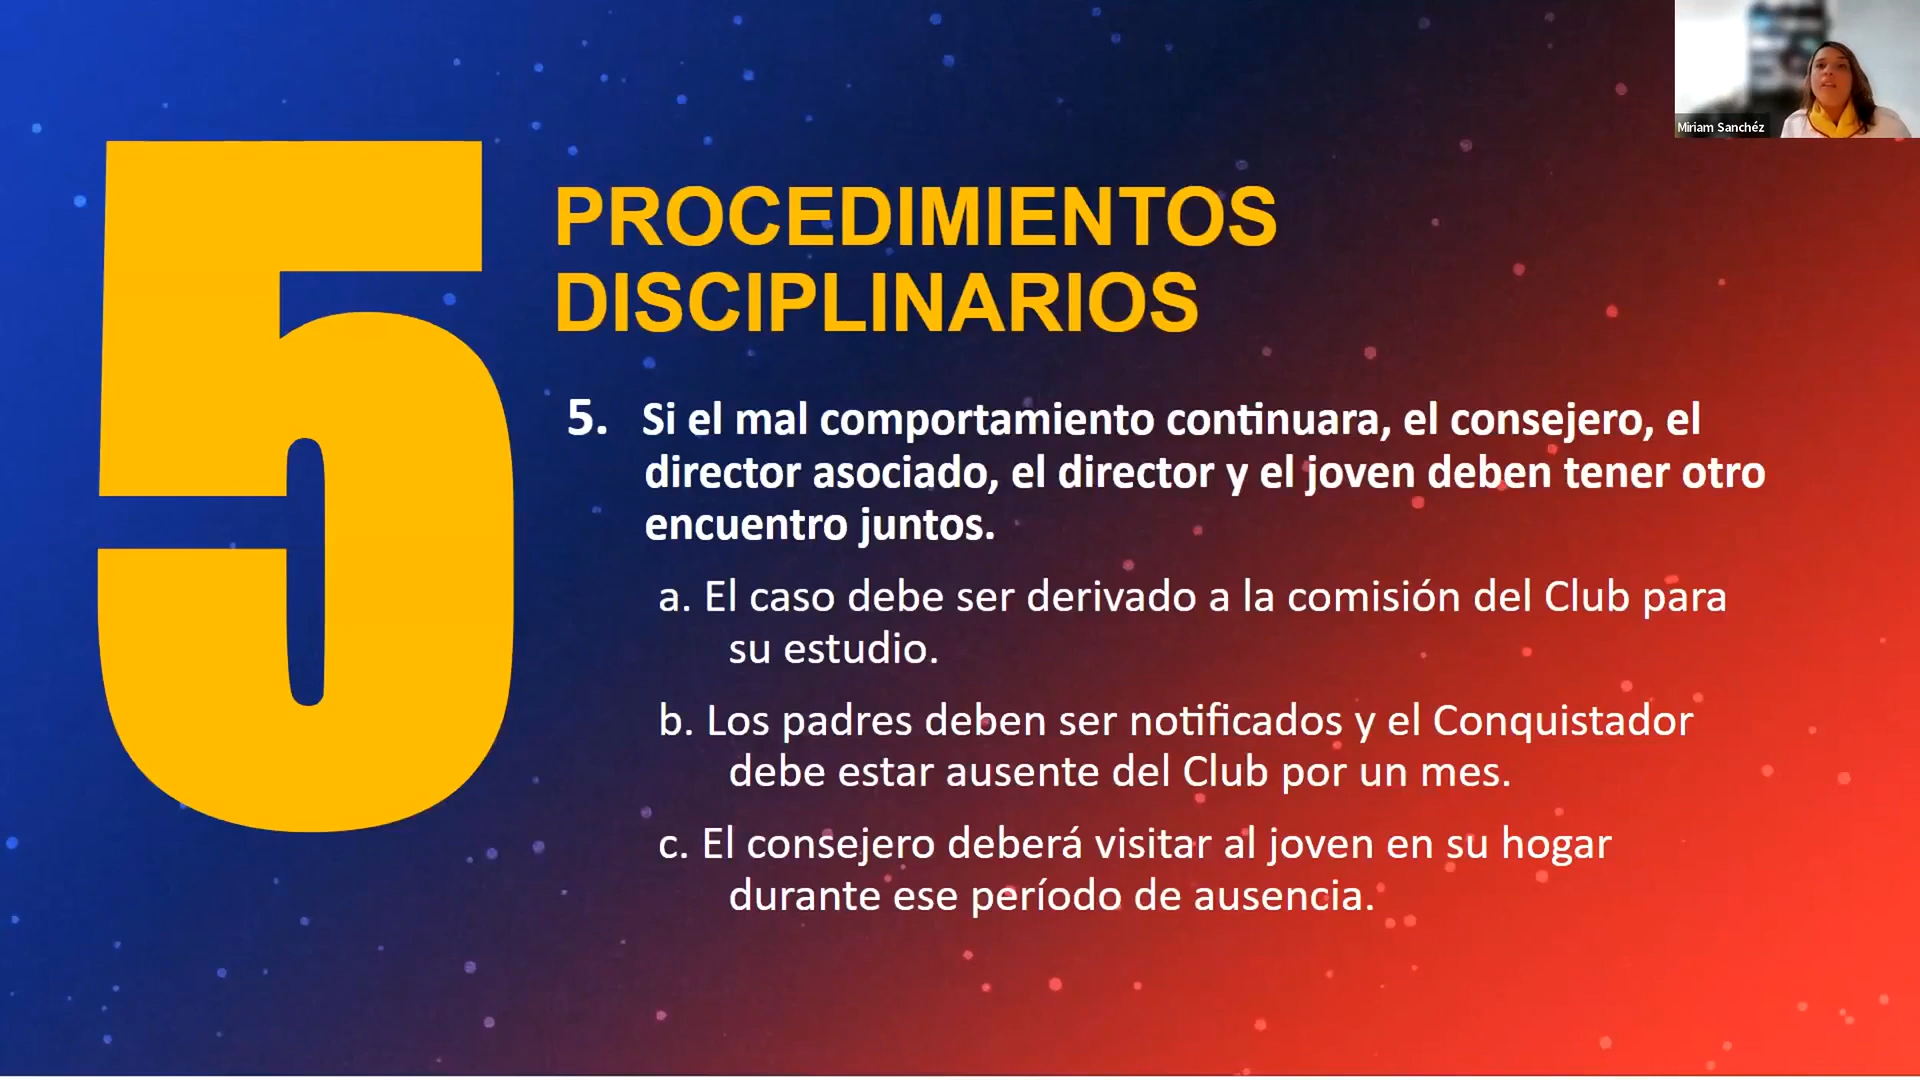 Miriam Sanchéz
5
PROCEDIMIENTOS
DISCIPLINARIOS
5. Si el mal comportamiento continuara, el consejero, el
director asociado, el director y el joven deben tener otro
encuentro juntos.
a. El caso debe ser derivado a la comisión del Club para
su estudio.
b. Los padres deben ser notificados y el Conquistador
debe estar ausente del Club por un mes.
c. El consejero deberá visitar al joven en su hogar
durante ese período de ausencia.